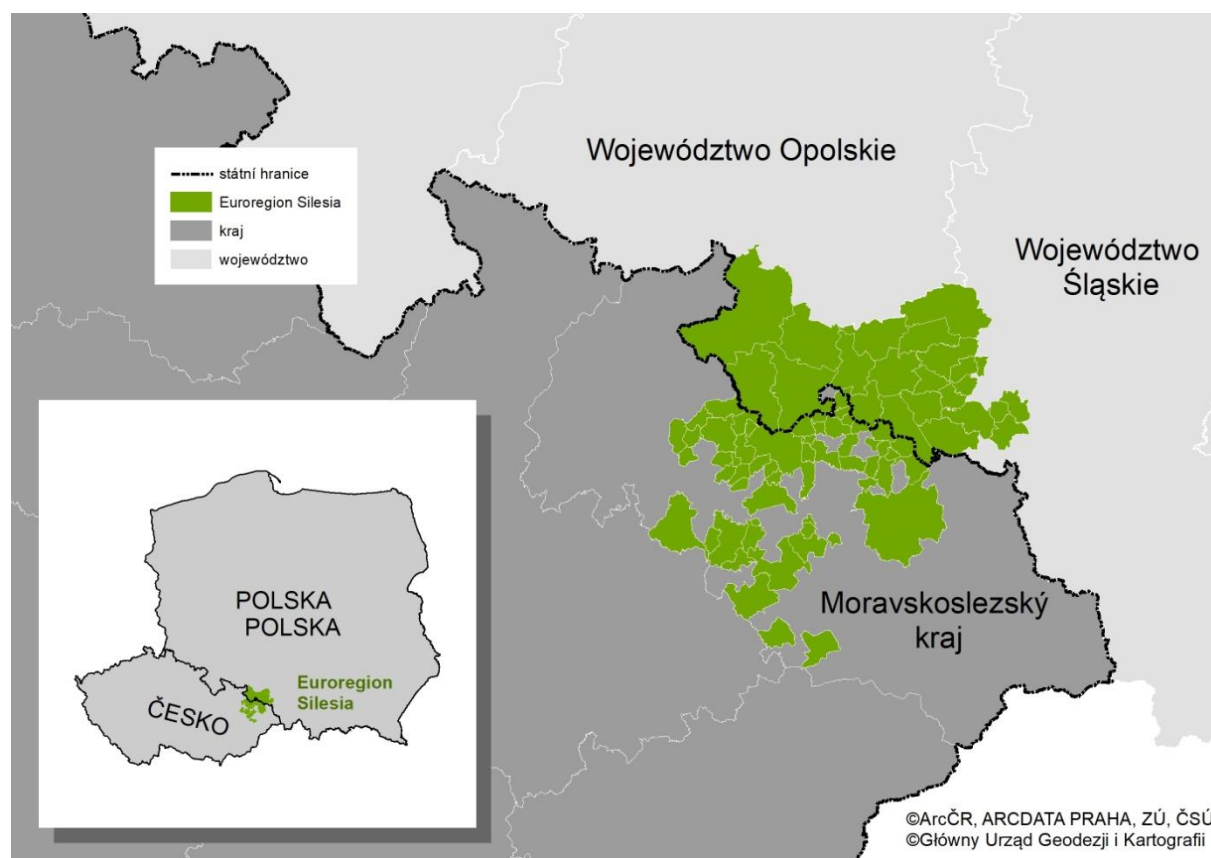 Województwo Opolskie
Województwo
Śląskie
státní hranice
Euroregion Silesia
kraj
województwo
Moravskoslezský
kraj
POLSKA
POLSKA
Euroregion
Silesia
ČESKO
©ArcČR, ARCDATA PRAHA, ZÚ, ČSÚ
©Główny Urząd Geodezji i Kartografii